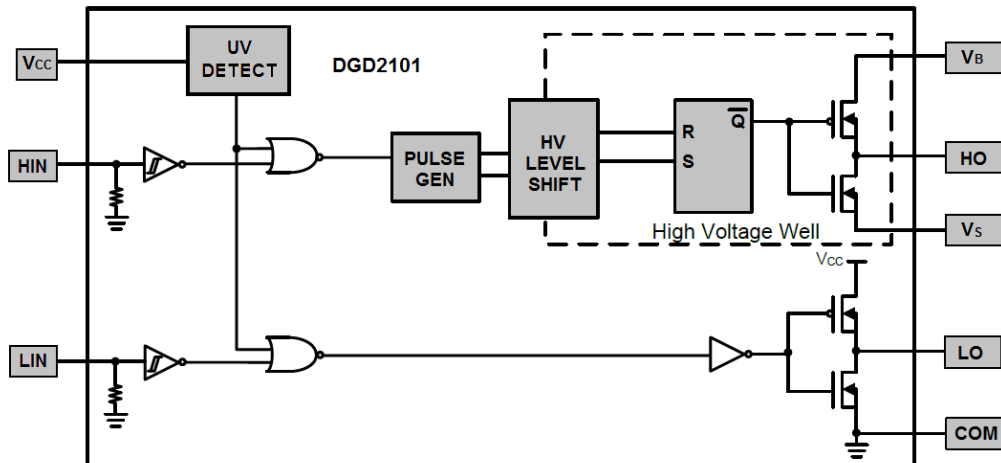 UV
DETECT
DGD2101
VCC
VB
HIN
PULSE
GEN
HV
LEVEL
SHIFT
R
S
Q
HO
High Voltage Well
VS
VCC
LIN
LO
COM